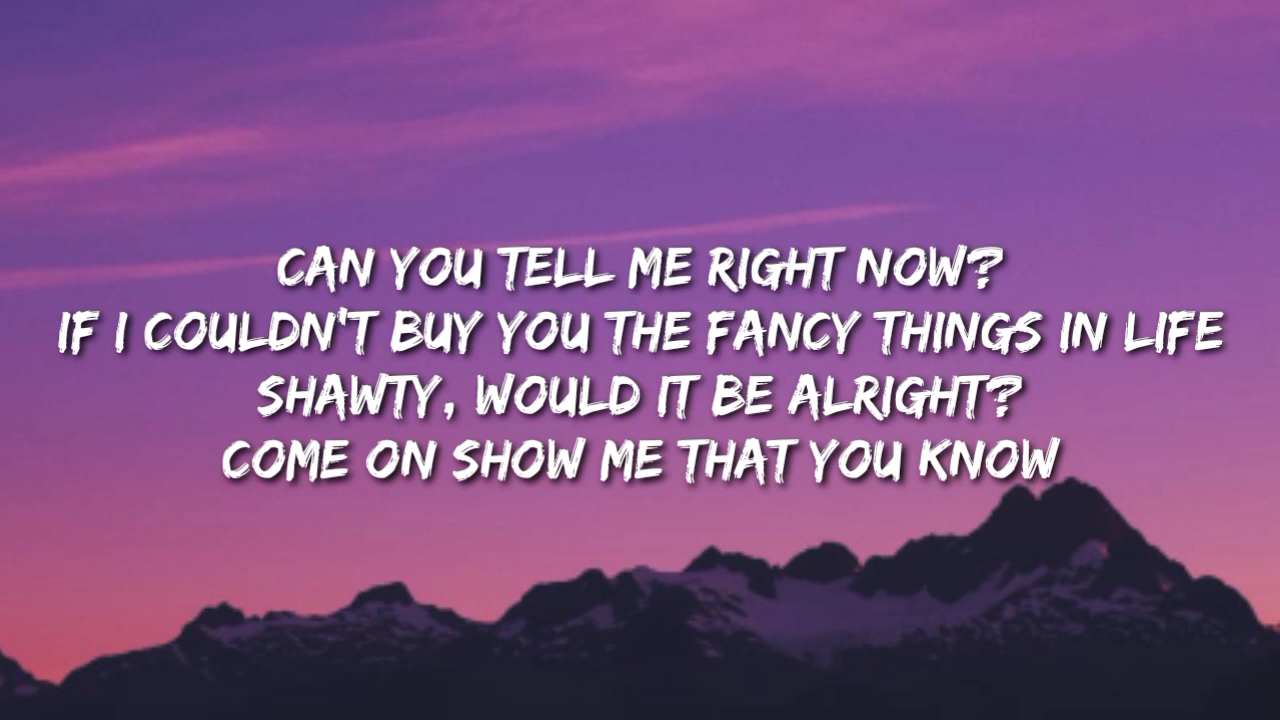 CAN YOU TELL ME RIGHT NOW?
IF I COULDN'T BUY YOU THE FANCY THINGS IN LIFE
SHAWTY, WOULD IT BE ALRIGHT?
COME ON SHOW ME THAT YOU KNOW